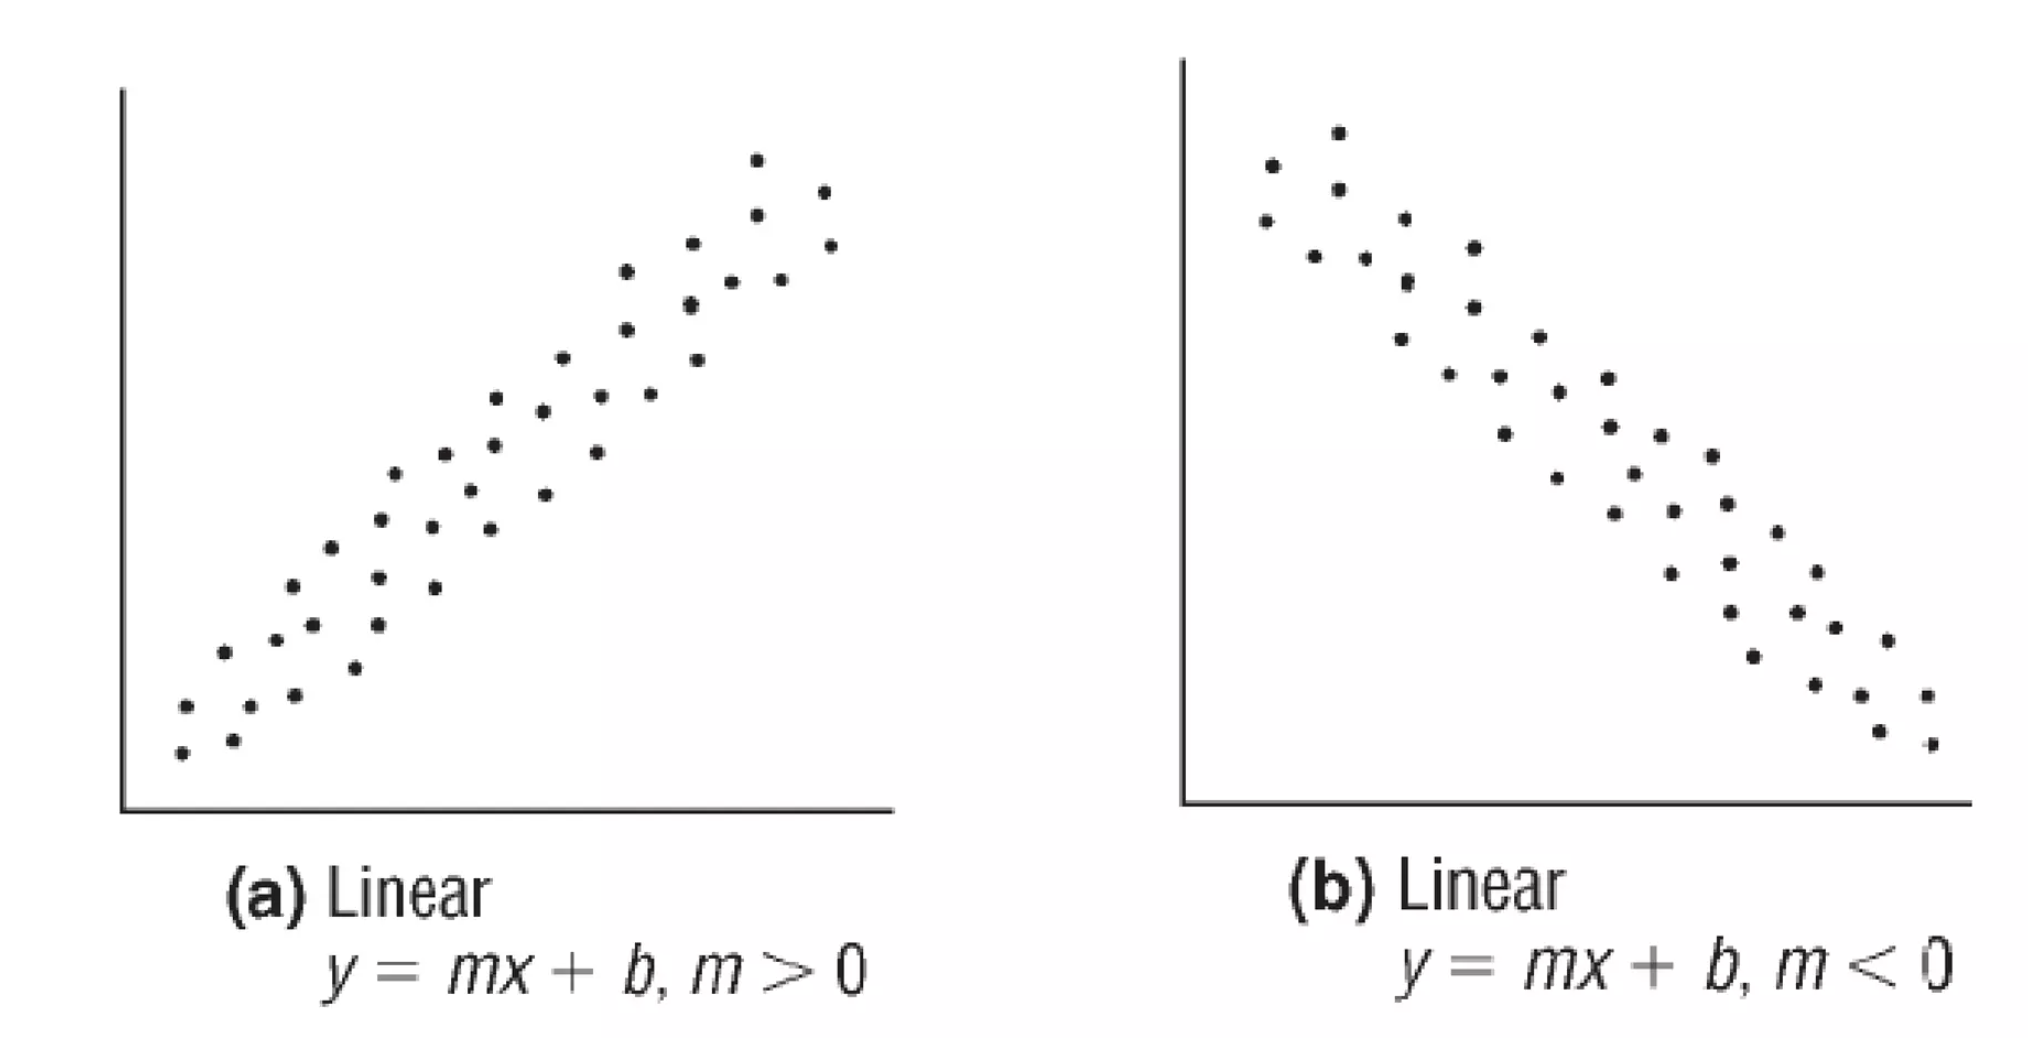 (a) Linear
y = mx + b, m > 0
(b) Linear
y = mx + b, m < 0